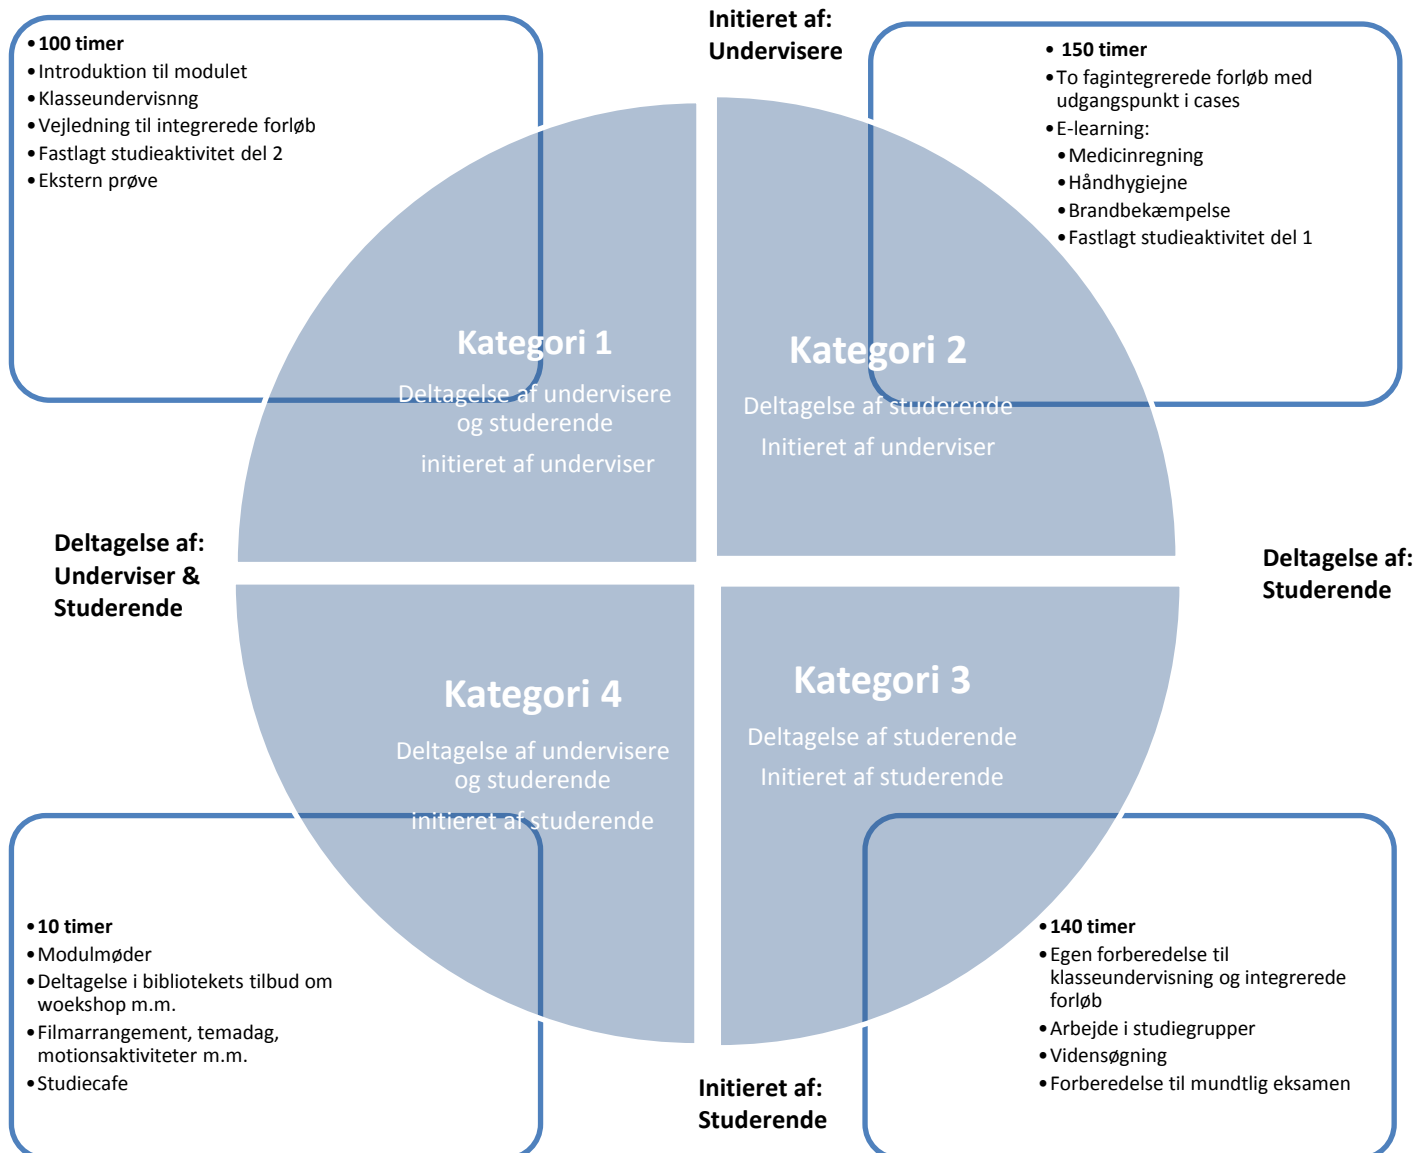 Initieret af:
Undervisere
•100 timer
•Introduktion til modulet
•Klasseundervisnng
•Vejledning til integrerede forløb
•Fastlagt studieaktivitet del 2
•Ekstern prøve
• 150 timer
•To fagintegrerede forløb med
udgangspunkt i cases
•E-learning:
•Medicinregning
•Håndhygiejne
•Brandbekæmpelse
•Fastlagt studieaktivitet del 1
Kategori 1
Deltagelse af undervisere
og studerende
initieret af underviser
Kategori 2
Deltagelse af studerende
Initieret af underviser
Deltagelse af:
Underviser &
Studerende
Deltagelse af:
Studerende
Kategori 4
Deltagelse af undervisere
og studerende
initieret af studerende
Kategori 3
Deltagelse af studerende
Initieret af studerende
•10 timer
•Modulmøder
•Deltagelse i bibliotekets tilbud om
woekshop m.m.
•Filmarrangement, temadag,
motionsaktiviteter m.m.
•Studiecafe
•140 timer
•Egen forberedelse til
klasseundervisning og integrerede
forløb
•Arbejde i studiegrupper
•Vidensøgning
•Forberedelse til mundtlig eksamen
Initieret af:
Studerende